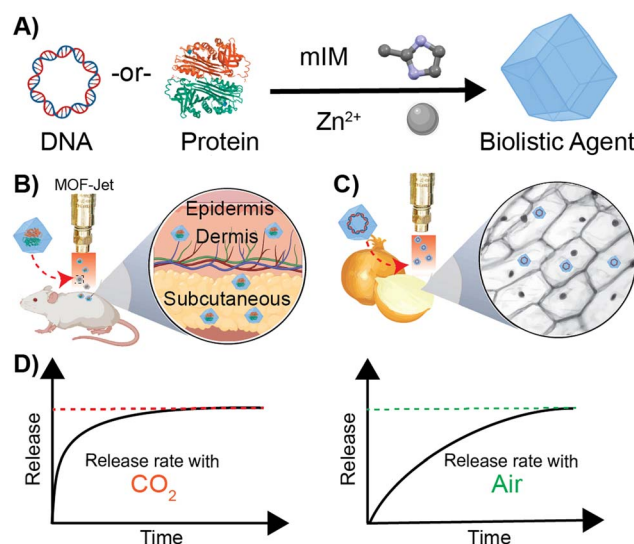 A)
DNA
-or-
Protein
mIM
Zn²⁺
Biolistic Agent
B)
MOF-Jet
Epidermis
Dermis
Subcutaneous
C)
D)
Release
Release rate with
CO₂
Time
Release
Release rate with
Air
Time